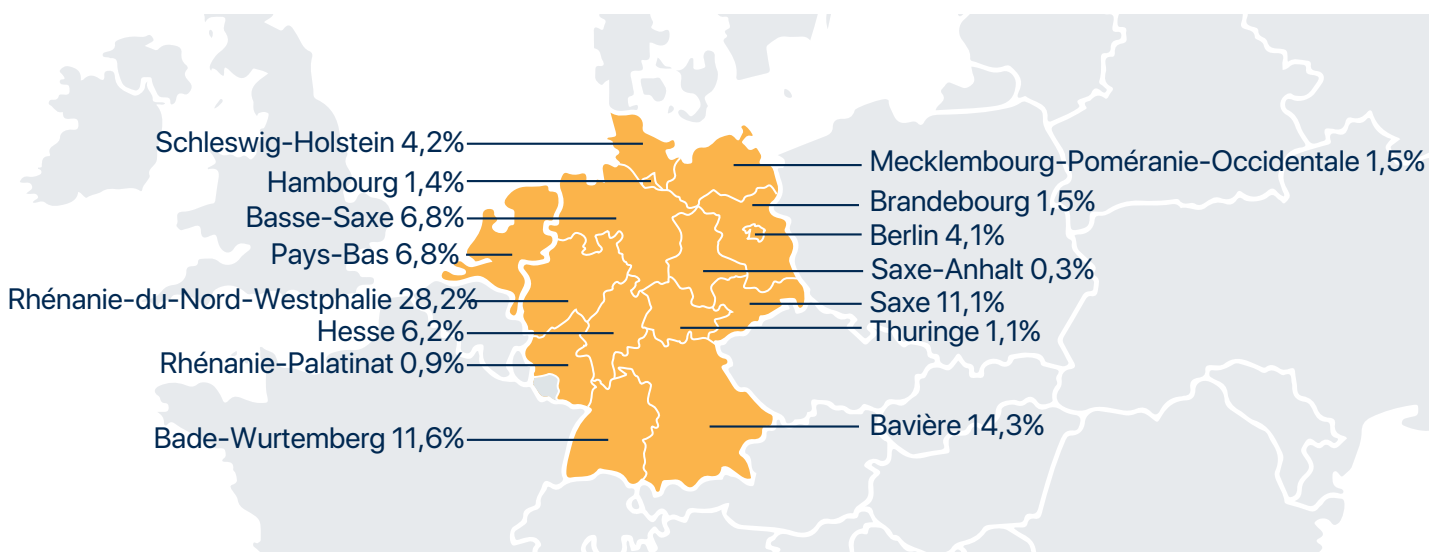 Schleswig-Holstein 4,2%
Hambourg 1,4%
Basse-Saxe 6,8%
Pays-Bas 6,8%
Rhénanie-du-Nord-Westphalie 28,2%
Hesse 6,2%
Rhénanie-Palatinat 0,9%
Bade-Wurtemberg 11,6%
Mecklembourg-Poméranie-Occidentale 1,5%
Brandebourg 1,5%
Berlin 4,1%
Saxe-Anhalt 0,3%
Saxe 11,1%
Thuringe 1,1%
Bavière 14,3%